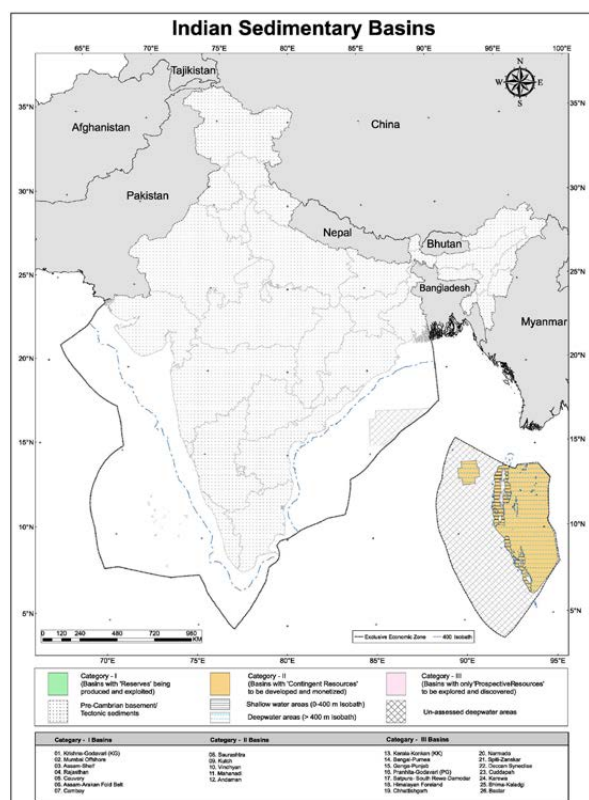 Indian Sedimentary Basins
65°E 70°E 75°E 80°E 85°E 90°E 95°E 100°E
Tajikistan
N
W E
S
35°N 35°N
Afghanistan
China
30°N 30°N
Pakistan
Nepal
Bhutan
25°N 25°N
Bangladesh
Myanmar
20°N 20°N
15°N 15°N
10°N 10°N
5°N 5°N
0 120 240 480 720 960
KM
Exclusive Economic Zone 400 Isobath
70°E 75°E 80°E 85°E 90°E 95°E
Category - I
(Basins with 'Reserves' being
produced and exploited)
Category - II
(Basins with 'Contingent Resources'
to be developed and monetized)
Category - III
(Basins with only'ProspectiveResources'
to be explored and discovered)
Pre-Cambrian basement/
Tectonic sediments
Shallow water areas (0-400 m Isobath)
Deepwater areas (> 400 m Isobath)
Un-assessed deepwater areas
Category - I Basins
01. Krishna-Godavari (KG)
02. Mumbai Offshore
03. Assam-Shelf
04. Rajasthan
05. Cauvery
06. Assam-Arakan Fold Belt
07. Cambay
Category - II Basins
08. Saurashtra
09. Kutch
10. Vindhyan
11. Mahanadi
12. Andaman
Category - III Basins
13. Kerala-Konkan (KK)
14. Bengal-Purnea
15. Ganga-Punjab
16. Pranhita-Godavari (PG)
17. Satpura- South Rewa-Damodar
18. Himalayan Foreland
19. Chhattisgarh
20. Narmada
21. Spiti-Zanskar
22. Deccan Syneclise
23. Cuddapah
24. Karewa
25. Bhima-Kaladgi
26. Bastar